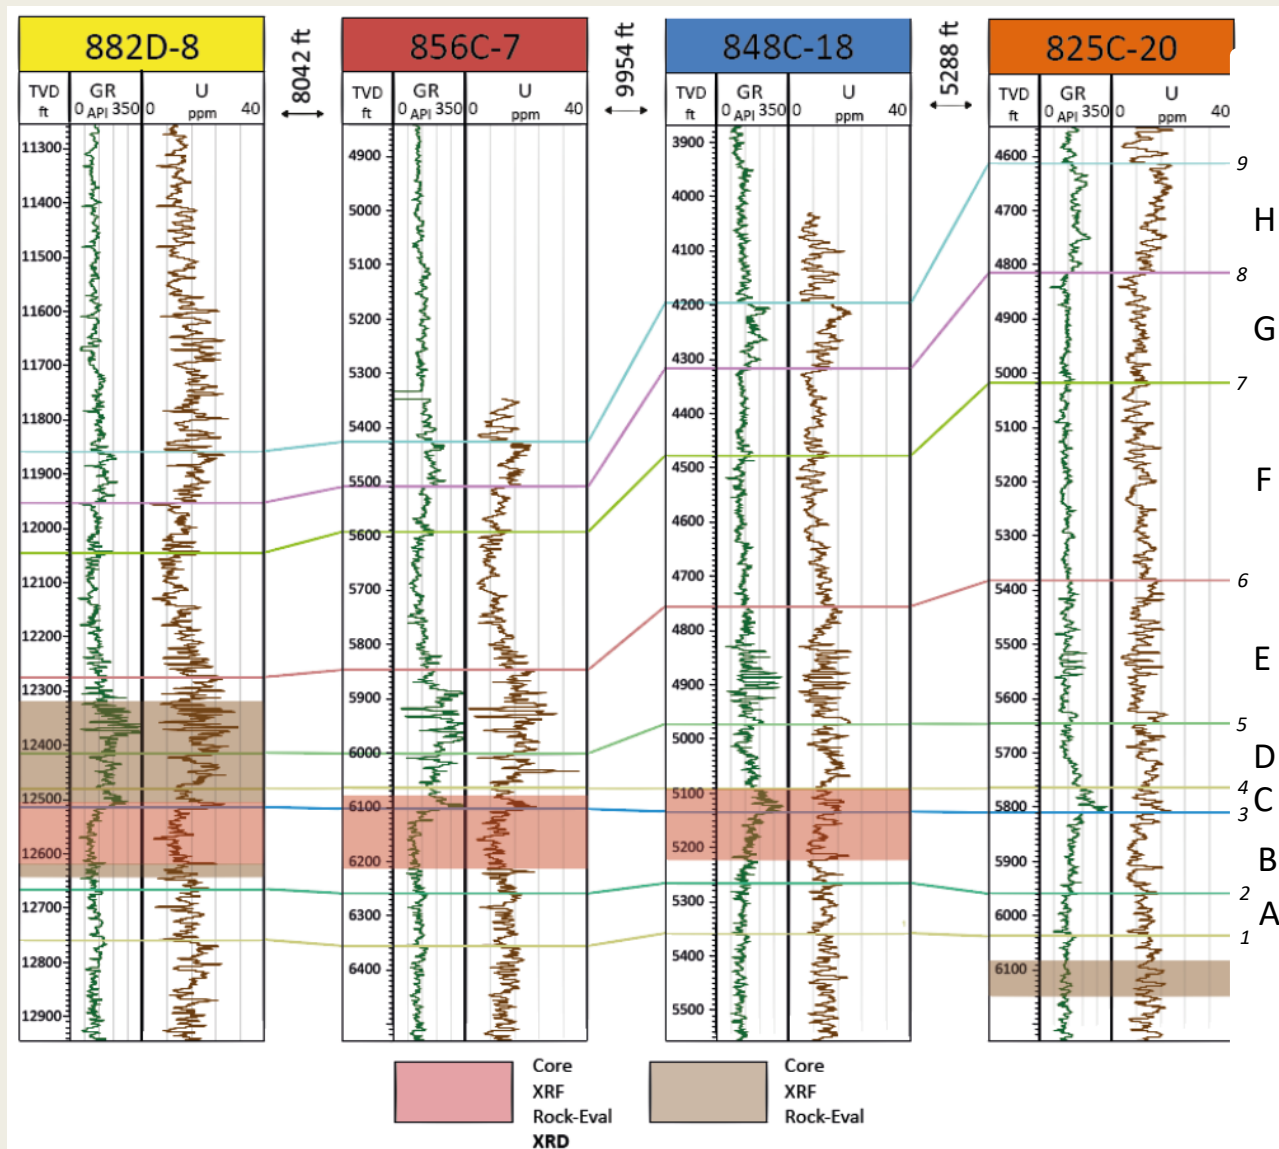 882D-8
8042 ft
856C-7
9954 ft
848C-18
5288 ft
825C-20
TVD
ft
GR
0 API 350
U
0 ppm 40
TVD
ft
GR
0 API 350
U
0 ppm 40
TVD
ft
GR
0 API 350
U
0 ppm 40
TVD
ft
GR
0 API 350
U
0 ppm 40
11300
11400
11500
11600
11700
11800
11900
12000
12100
12200
12300
12400
12500
12600
12700
12800
12900
4900
5000
5100
5200
5300
5400
5500
5600
5700
5800
5900
6000
6100
6200
6300
6400
3900
4000
4100
4200
4300
4400
4500
4600
4700
4800
4900
5000
5100
5200
5300
5400
5500
4600
4700
4800
4900
5000
5100
5200
5300
5400
5500
5600
5700
5800
5900
6000
6100
9
H
8
G
7
F
6
E
5
D
4
C
3
B
2
A
1
Core
XRF
Rock-Eval
XRD
Core
XRF
Rock-Eval